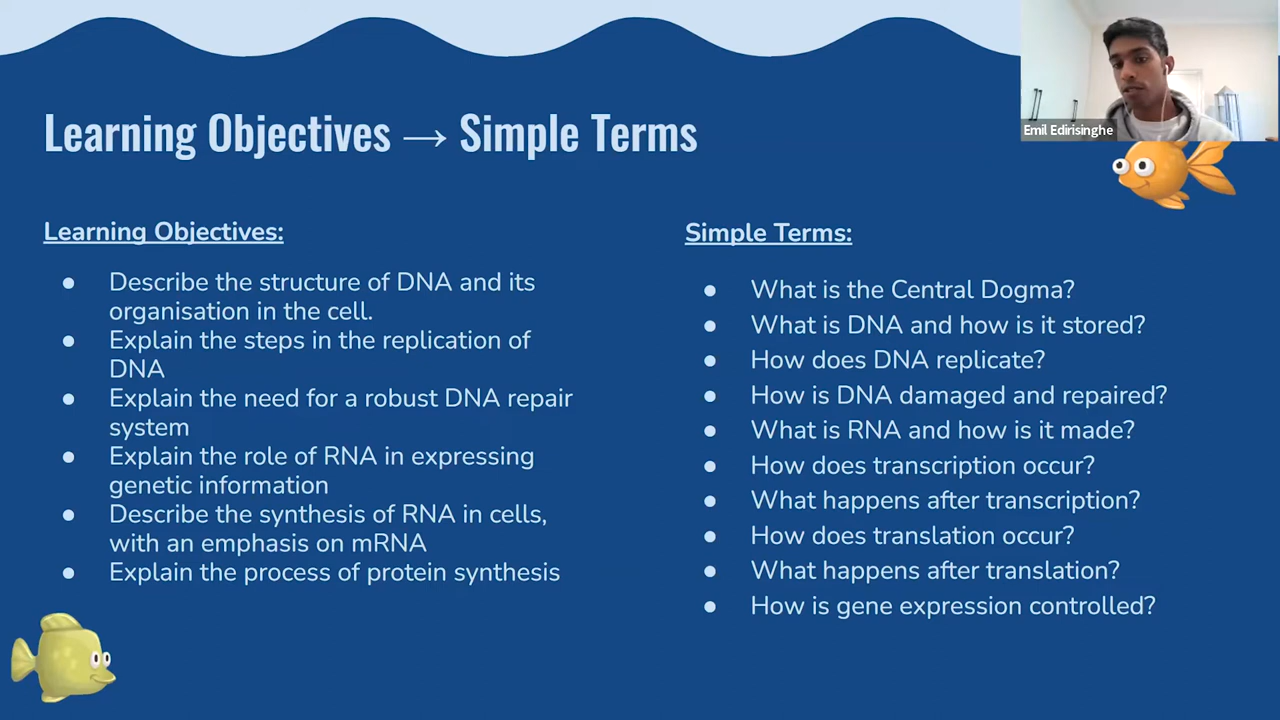 Learning Objectives → Simple Terms
Emil Edirisinghe
Learning Objectives:
● Describe the structure of DNA and its
organisation in the cell.
● Explain the steps in the replication of
DNA
● Explain the need for a robust DNA repair
system
● Explain the role of RNA in expressing
genetic information
● Describe the synthesis of RNA in cells,
with an emphasis on mRNA
● Explain the process of protein synthesis
Simple Terms:
● What is the Central Dogma?
● What is DNA and how is it stored?
● How does DNA replicate?
● How is DNA damaged and repaired?
● What is RNA and how is it made?
● How does transcription occur?
● What happens after transcription?
● How does translation occur?
● What happens after translation?
● How is gene expression controlled?